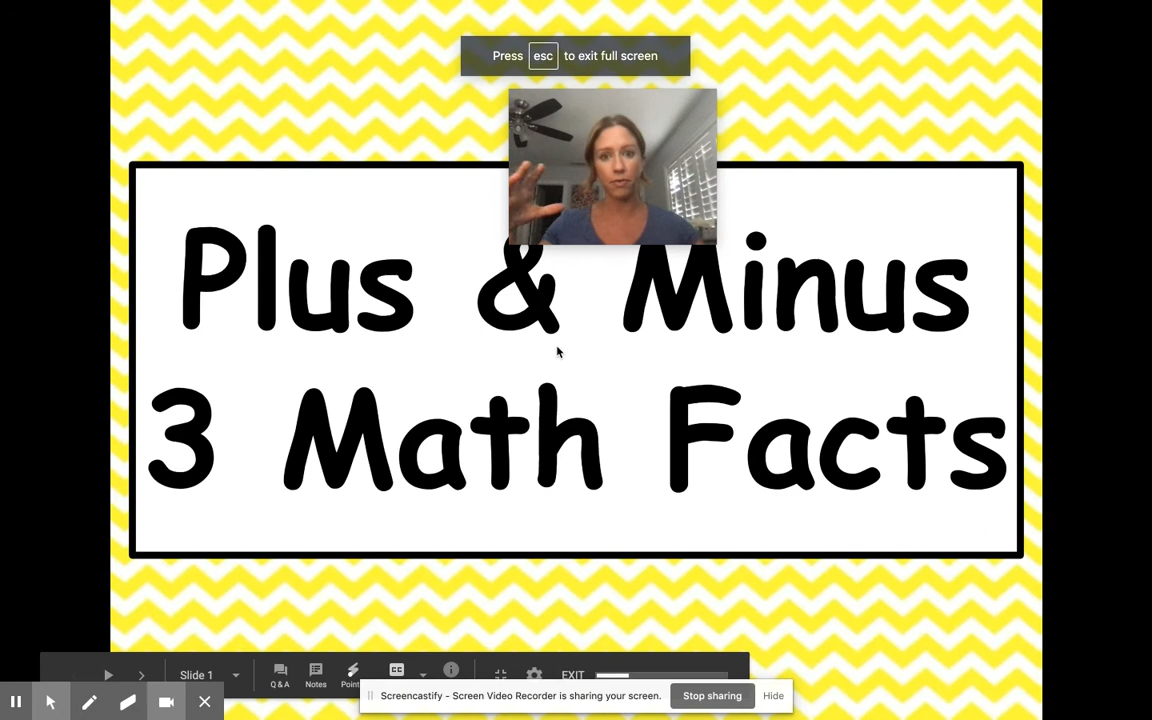 Press esc to exit full screen
Plus & Minus
3 Math Facts
Slide 1
Q & A
Notes
CC
EXIT
Screencastify - Screen Video Recorder is sharing your screen.
Stop sharing
Hide